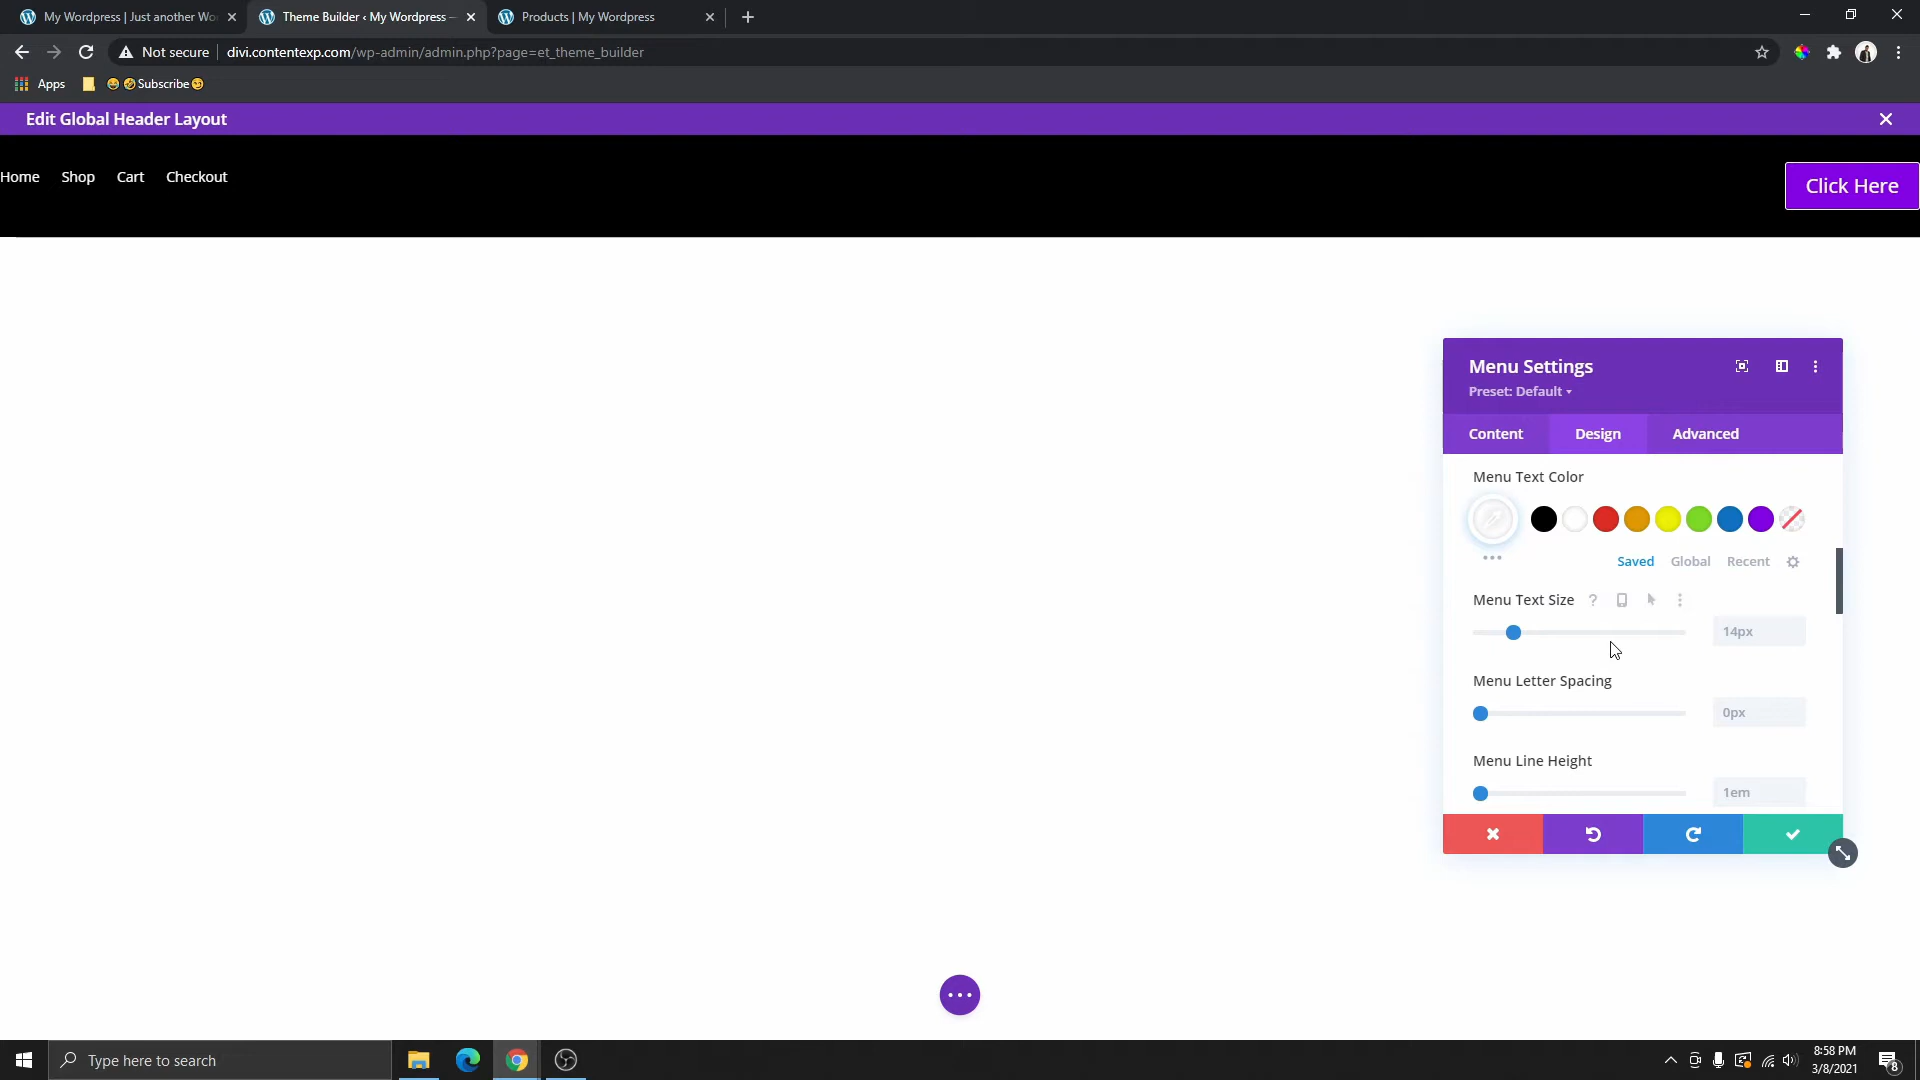 My Wordpress | Just another Wor
Theme Builder ‹ My Wordpress —
Products | My Wordpress
Not secure
divi.contentexp.com/wp-admin/admin.php?page=et_theme_builder
Apps
Subscribe
Edit Global Header Layout
Home
Shop
Cart
Checkout
Click Here
Menu Settings
Preset: Default
Content
Design
Advanced
Menu Text Color
Saved
Global
Recent
Menu Text Size
?
14px
Menu Letter Spacing
0px
Menu Line Height
1em
Type here to search
8:58 PM
3/8/2021
8